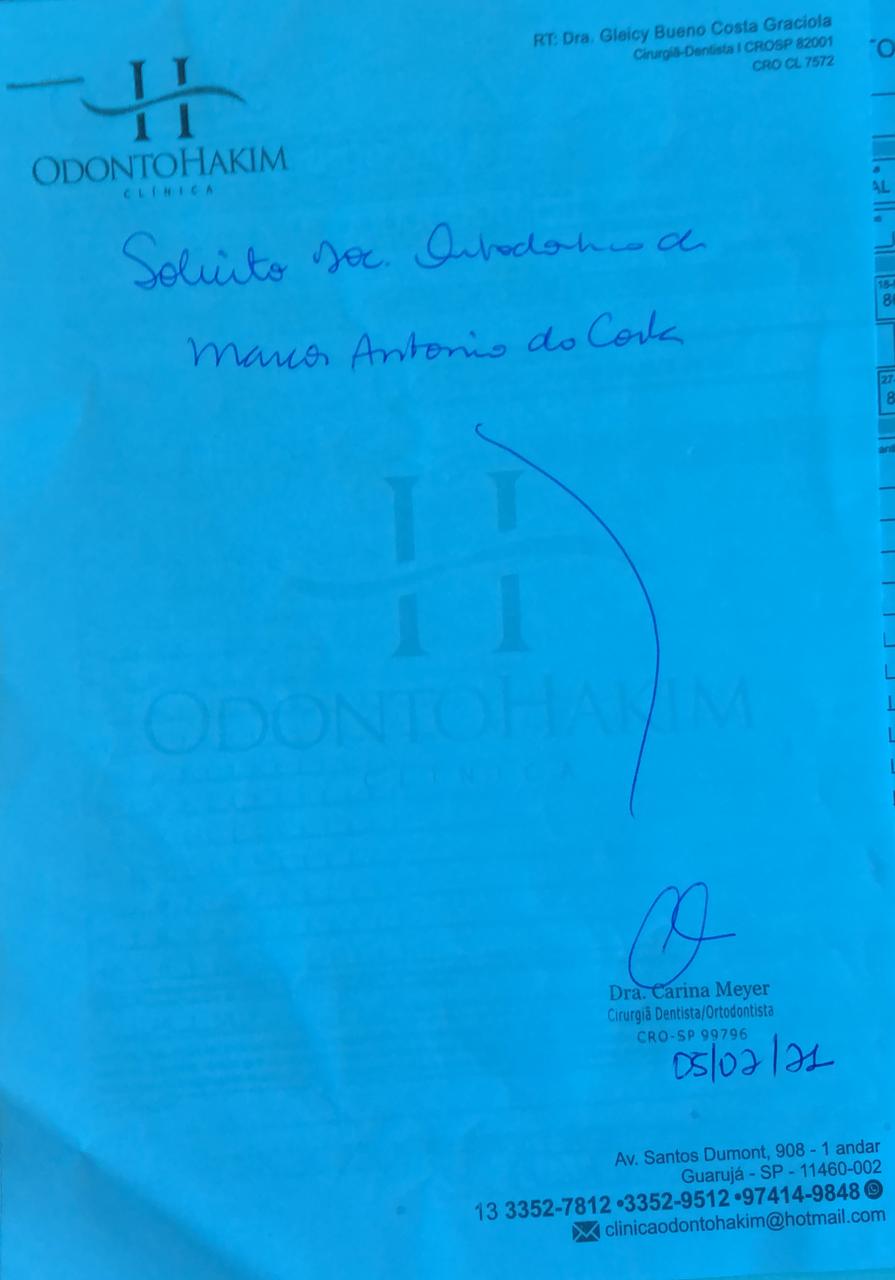 RT: Dra. Gleicy Bueno Costa Graciola
Cirurgiã-Dentista I CROSP 82001
CRO CL 7572
H
ODONTOHAKIM
CLÍNICA
Solicito Doc. Ortodontica de
Marcos Antonio da Costa
H
ODONTOHAKIM
CLÍNICA
Dra. Carina Meyer
Cirurgiã Dentista/Ortodontista
CRO-SP 99796
05/02/21
Av. Santos Dumont, 908 - 1 andar
Guarujá - SP - 11460-002
13 3352-7812 •3352-9512 •97414-9848
clinicaodontohakim@hotmail.com